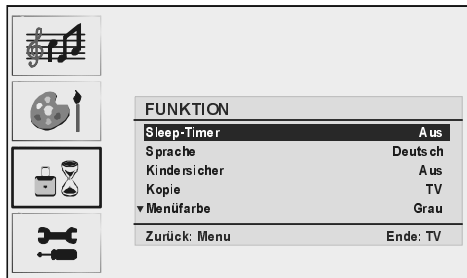 FUNKTION
Sleep-Timer Aus
Sprache Deutsch
Kindersicher Aus
Kopie TV
▾Menüfarbe Grau
Zurück: Menu Ende: TV